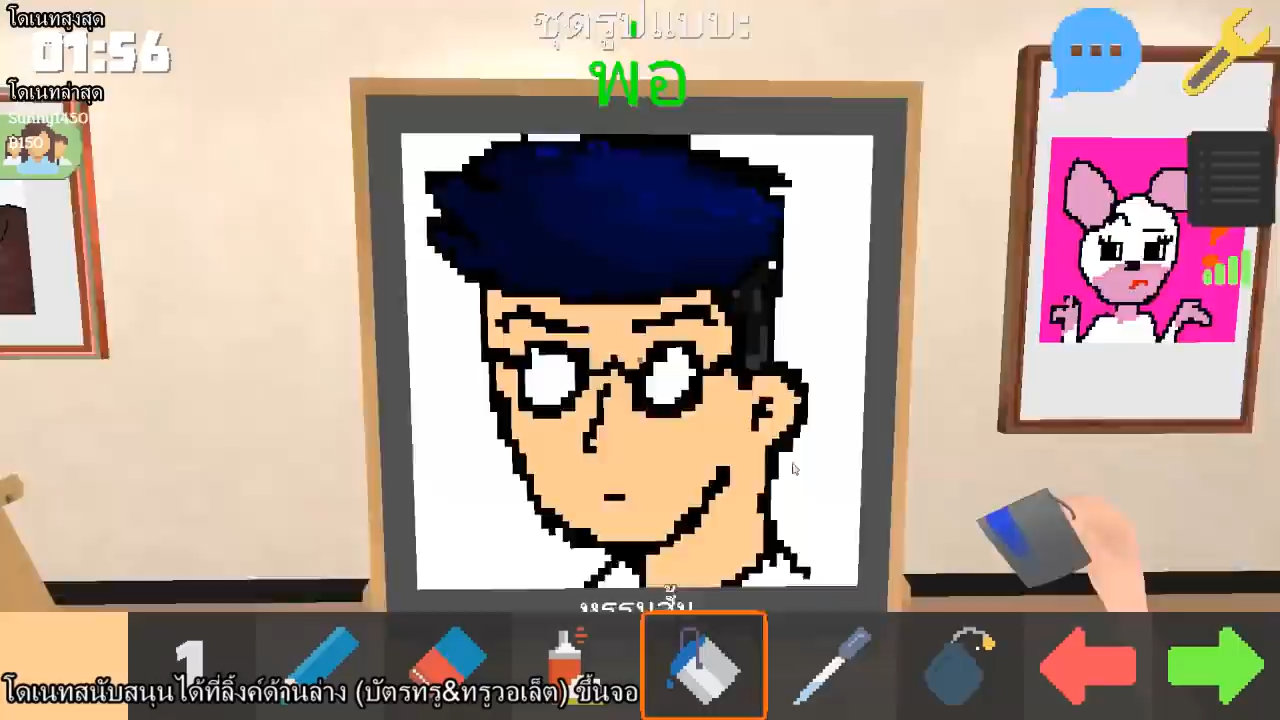 โดเนทสูงสุด
01:56
โดเนทล่าสุด
Sunny1450
฿150
ชุดรูปแบบ:
พ่อ
1
โดเนทสนับสนุนได้ที่ลิ้งค์ด้านล่าง (บัตรทรู&ทรูวอเล็ต) ขึ้นจอ